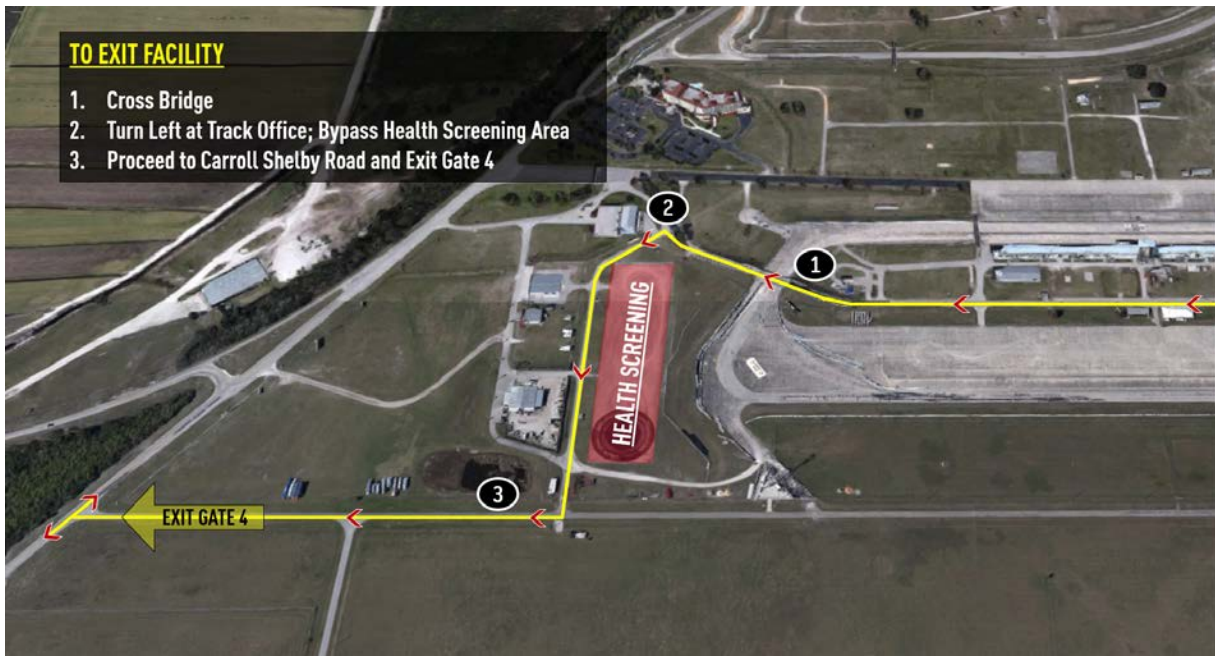 TO EXIT FACILITY
1. Cross Bridge
2. Turn Left at Track Office; Bypass Health Screening Area
3. Proceed to Carroll Shelby Road and Exit Gate 4
2
1
HEALTH SCREENING
3
EXIT GATE 4